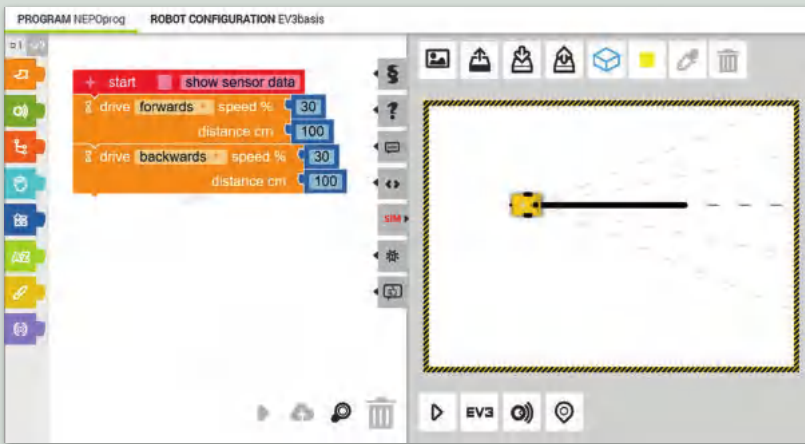 PROGRAM NEPOprog ROBOT CONFIGURATION EV3basis
start show sensor data
drive forwards speed % 30
distance cm 100
drive backwards speed % 30
distance cm 100
SIM
EV3